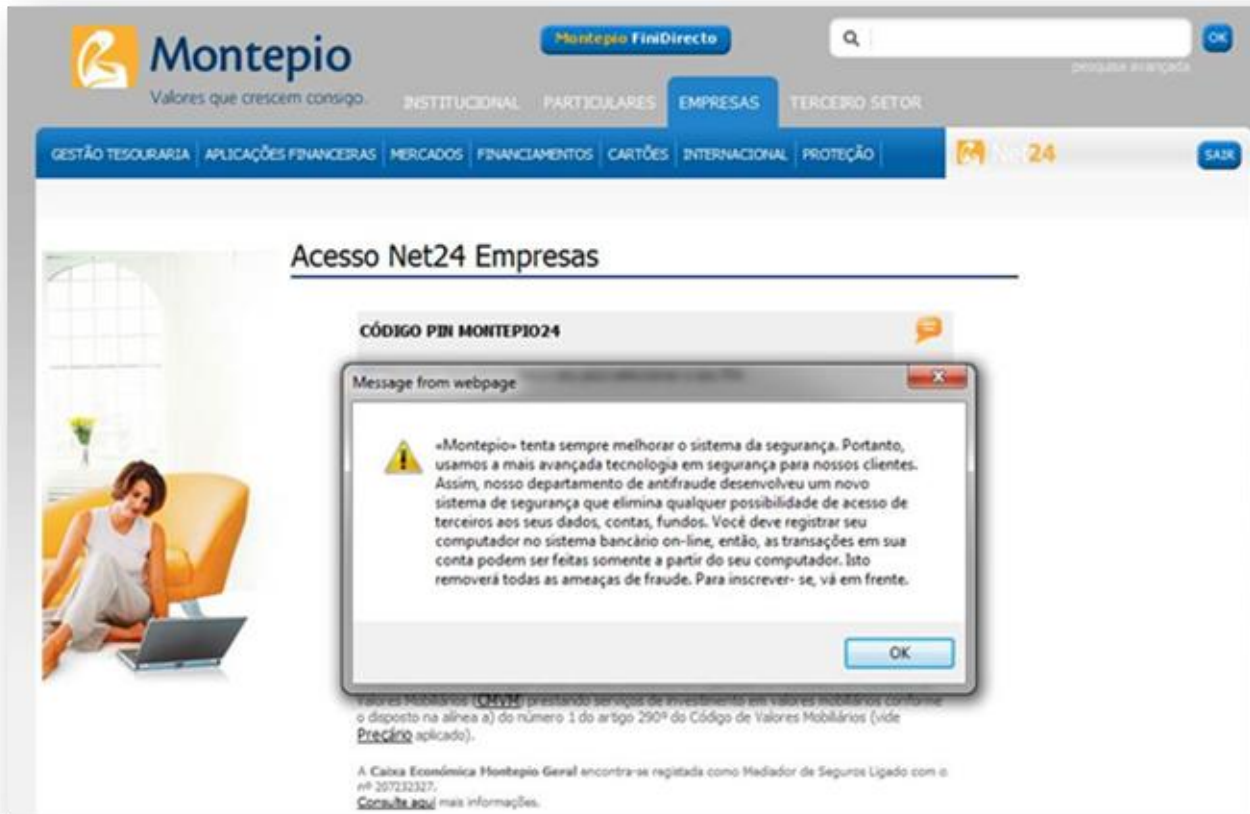 Montepio
Valores que crescem consigo.
Montepio FiniDirecto
OK
pesquisa avançada
INSTITUCIONAL PARTICULARES EMPRESAS TERCEIRO SETOR
GESTÃO TESOURARIA APLICAÇÕES FINANCEIRAS MERCADOS FINANCIAMENTOS CARTÕES INTERNACIONAL PROTEÇÃO
Net24
SAIR
Acesso Net24 Empresas
CÓDIGO PIN MONTEPIO24
Message from webpage
«Montepio» tenta sempre melhorar o sistema da segurança. Portanto,
usamos a mais avançada tecnologia em segurança para nossos clientes.
Assim, nosso departamento de antifraude desenvolveu um novo
sistema de segurança que elimina qualquer possibilidade de acesso de
terceiros aos seus dados, contas, fundos. Você deve registrar seu
computador no sistema bancário on-line, então, as transações em sua
conta podem ser feitas somente a partir do seu computador. Isto
removerá todas as ameaças de fraude. Para inscrever- se, vá em frente.
OK
Valores Mobiliários (CMVM) prestando serviços de investimento em valores mobiliários conforme
o disposto na alínea a) do número 1 do artigo 290º do Código de Valores Mobiliários (vide
Preçário aplicado).
A Caixa Económica Montepio Geral encontra-se registada como Mediador de Seguros Ligado com o
nº 207232327.
Consulte aqui mais informações.